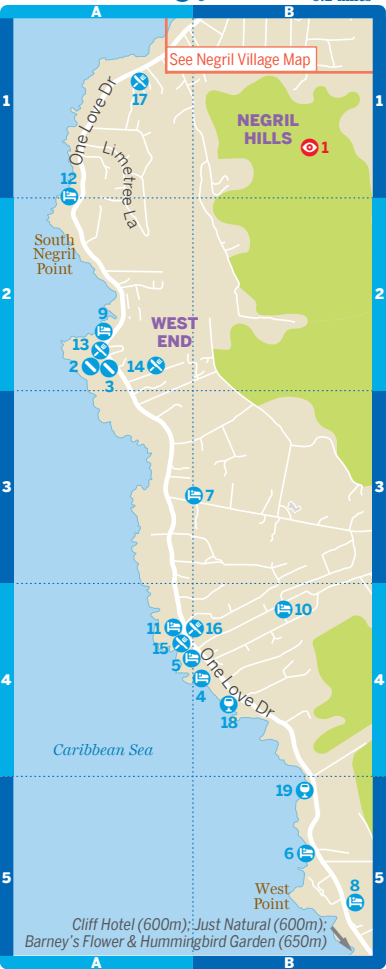 A B
See Negril Village Map
1 1
One Love Dr
17
NEGRIL
HILLS
1
Limetree La
12
South
Negril
Point
2 2
9
WEST
END
13
2
14
3
3 3
7
10
11
16
15
5
One Love Dr
4
4 4
18
Caribbean Sea
19
6
West
Point
8
5 5
Cliff Hotel (600m); Just Natural (600m);
Barney's Flower & Hummingbird Garden (650m)
A B